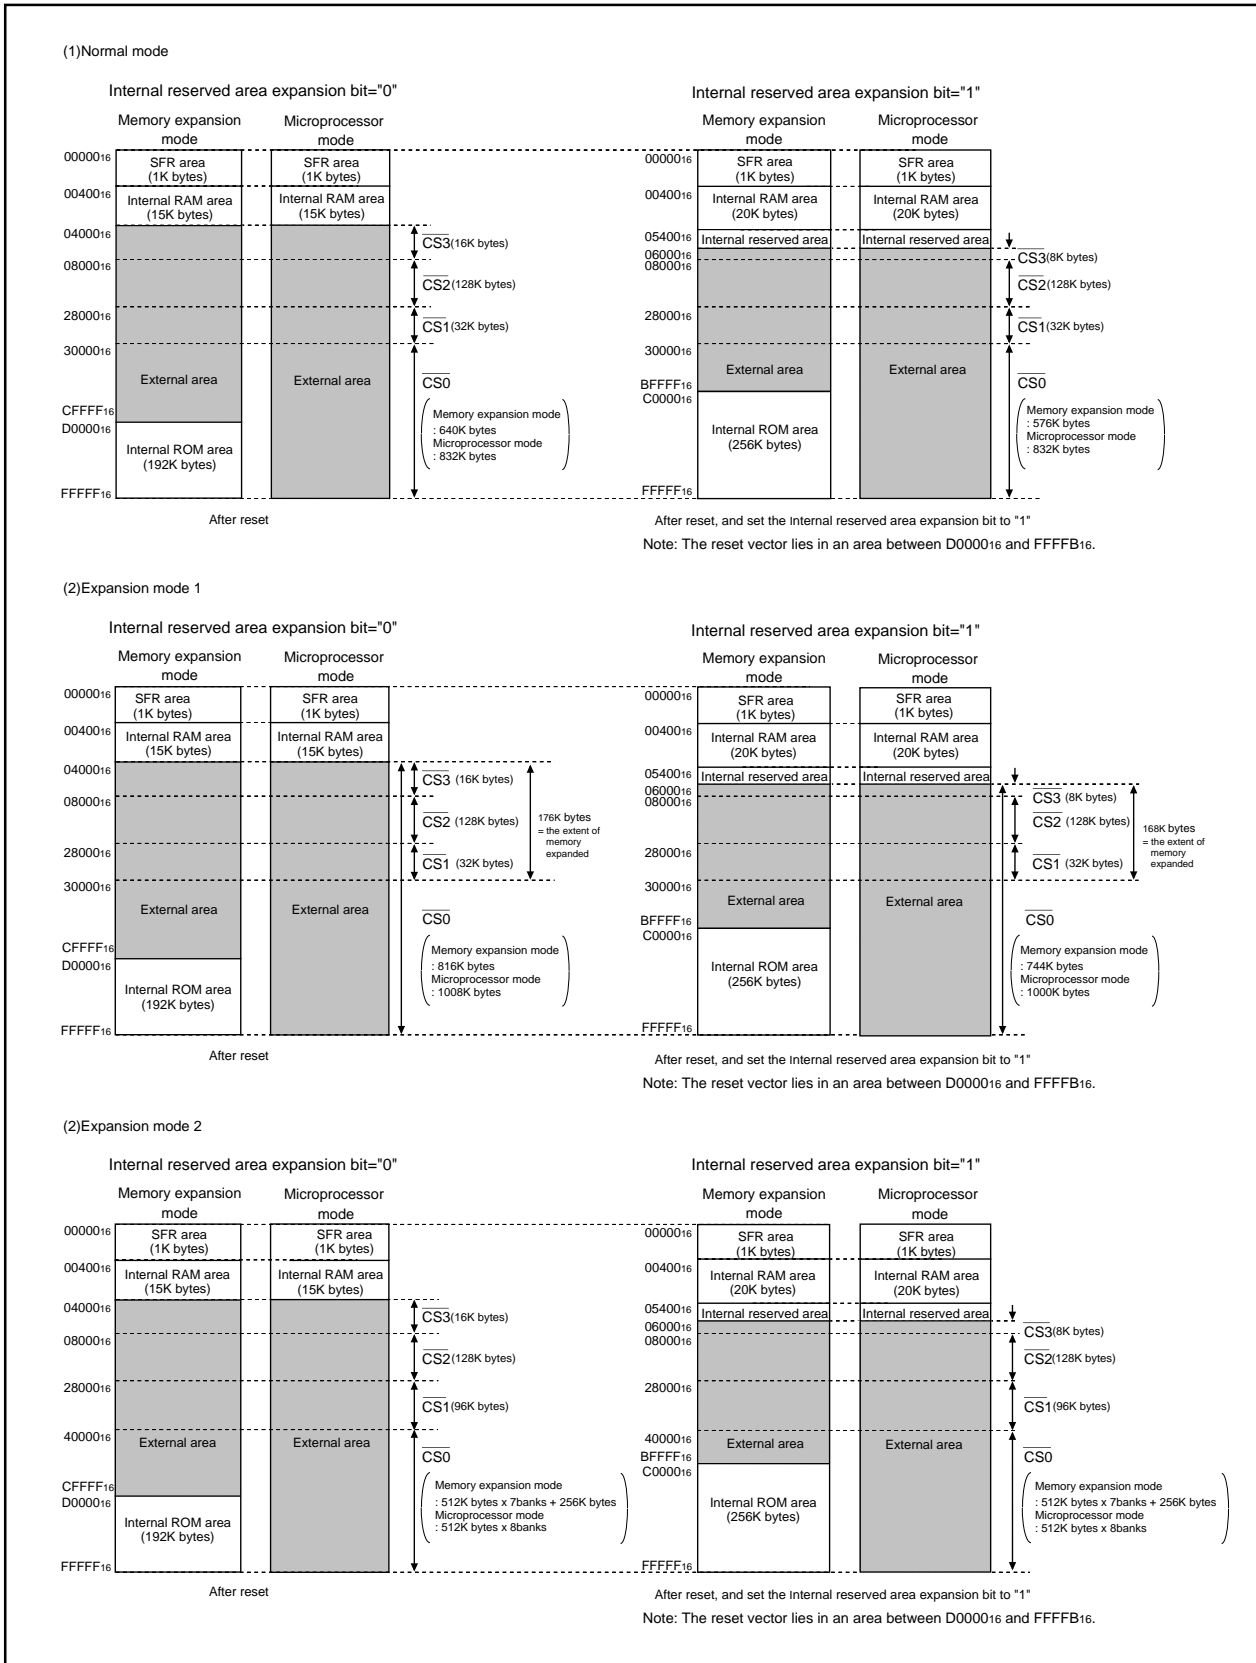 (1)Normal mode
Internal reserved area expansion bit="0"
Memory expansion
mode
Microprocessor
mode
0000016
SFR area
(1K bytes)
SFR area
(1K bytes)
0040016
Internal RAM area
(15K bytes)
Internal RAM area
(15K bytes)
0400016
CS3(16K bytes)
0800016
CS2(128K bytes)
2800016
CS1(32K bytes)
3000016
External area
External area
CS0
CFFFF16
D000016
Memory expansion mode
: 640K bytes
Microprocessor mode
: 832K bytes
Internal ROM area
(192K bytes)
FFFFF16
After reset
Internal reserved area expansion bit="1"
Memory expansion
mode
Microprocessor
mode
0000016
SFR area
(1K bytes)
SFR area
(1K bytes)
0040016
Internal RAM area
(20K bytes)
Internal RAM area
(20K bytes)
0540016
Internal reserved area
Internal reserved area
0600016
0800016
CS3(8K bytes)
CS2(128K bytes)
2800016
CS1(32K bytes)
3000016
External area
External area
CS0
BFFFF16
C000016
Memory expansion mode
: 576K bytes
Microprocessor mode
: 832K bytes
Internal ROM area
(256K bytes)
FFFFF16
After reset, and set the Internal reserved area expansion bit to "1"
Note: The reset vector lies in an area between D000016 and FFFFB16.
(2)Expansion mode 1
Internal reserved area expansion bit="0"
Memory expansion
mode
Microprocessor
mode
0000016
SFR area
(1K bytes)
SFR area
(1K bytes)
0040016
Internal RAM area
(15K bytes)
Internal RAM area
(15K bytes)
0400016
CS3 (16K bytes)
0800016
CS2 (128K bytes)
176K bytes
= the extent of
memory
expanded
2800016
CS1 (32K bytes)
3000016
External area
External area
CS0
CFFFF16
D000016
Memory expansion mode
: 816K bytes
Microprocessor mode
: 1008K bytes
Internal ROM area
(192K bytes)
FFFFF16
After reset
Internal reserved area expansion bit="1"
Memory expansion
mode
Microprocessor
mode
0000016
SFR area
(1K bytes)
SFR area
(1K bytes)
0040016
Internal RAM area
(20K bytes)
Internal RAM area
(20K bytes)
0540016
Internal reserved area
Internal reserved area
0600016
0800016
CS3 (8K bytes)
CS2 (128K bytes)
168K bytes
= the extent of
memory
expanded
2800016
CS1 (32K bytes)
3000016
External area
External area
CS0
BFFFF16
C000016
Memory expansion mode
: 744K bytes
Microprocessor mode
: 1000K bytes
Internal ROM area
(256K bytes)
FFFFF16
After reset, and set the Internal reserved area expansion bit to "1"
Note: The reset vector lies in an area between D000016 and FFFFB16.
(2)Expansion mode 2
Internal reserved area expansion bit="0"
Memory expansion
mode
Microprocessor
mode
0000016
SFR area
(1K bytes)
SFR area
(1K bytes)
0040016
Internal RAM area
(15K bytes)
Internal RAM area
(15K bytes)
0400016
CS3(16K bytes)
0800016
CS2(128K bytes)
2800016
CS1(96K bytes)
4000016
External area
External area
CS0
CFFFF16
D000016
Memory expansion mode
: 512K bytes x 7banks + 256K bytes
Microprocessor mode
: 512K bytes x 8banks
Internal ROM area
(192K bytes)
FFFFF16
After reset
Internal reserved area expansion bit="1"
Memory expansion
mode
Microprocessor
mode
0000016
SFR area
(1K bytes)
SFR area
(1K bytes)
0040016
Internal RAM area
(20K bytes)
Internal RAM area
(20K bytes)
0540016
Internal reserved area
Internal reserved area
0600016
0800016
CS3(8K bytes)
CS2(128K bytes)
2800016
CS1(96K bytes)
4000016
External area
External area
CS0
BFFFF16
C000016
Memory expansion mode
: 512K bytes x 7banks + 256K bytes
Microprocessor mode
: 512K bytes x 8banks
Internal ROM area
(256K bytes)
FFFFF16
After reset, and set the Internal reserved area expansion bit to "1"
Note: The reset vector lies in an area between D000016 and FFFFB16.